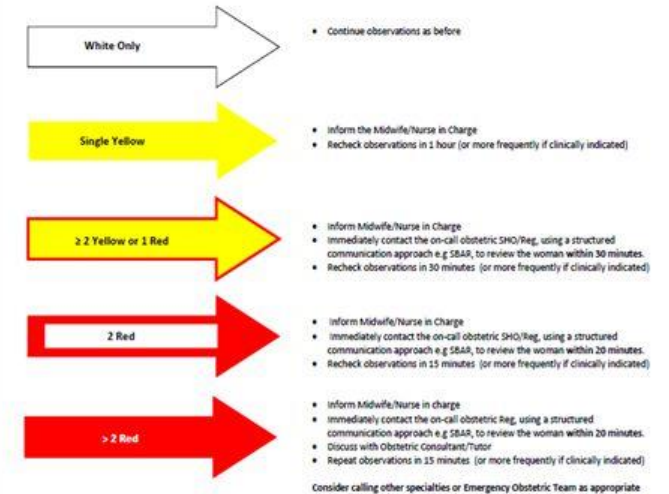 White Only
• Continue observations as before
Single Yellow
• Inform the Midwife/Nurse in Charge
• Recheck observations in 1 hour (or more frequently if clinically indicated)
≥ 2 Yellow or 1 Red
• Inform Midwife/Nurse in Charge
• Immediately contact the on-call obstetric SHO/Reg, using a structured
communication approach e.g SBAR, to review the woman within 30 minutes.
• Recheck observations in 30 minutes (or more frequently if clinically indicated)
2 Red
• Inform Midwife/Nurse in Charge
• Immediately contact the on-call obstetric SHO/Reg, using a structured
communication approach e.g SBAR, to review the woman within 20 minutes.
• Recheck observations in 15 minutes (or more frequently if clinically indicated)
> 2 Red
• Inform Midwife/Nurse in charge
• Immediately contact the on-call obstetric Reg, using a structured
communication approach e.g SBAR, to review the woman within 20 minutes.
• Discuss with Obstetric Consultant/Tutor
• Repeat observations in 15 minutes (or more frequently if clinically indicated)
Consider calling other specialties or Emergency Obstetric Team as appropriate